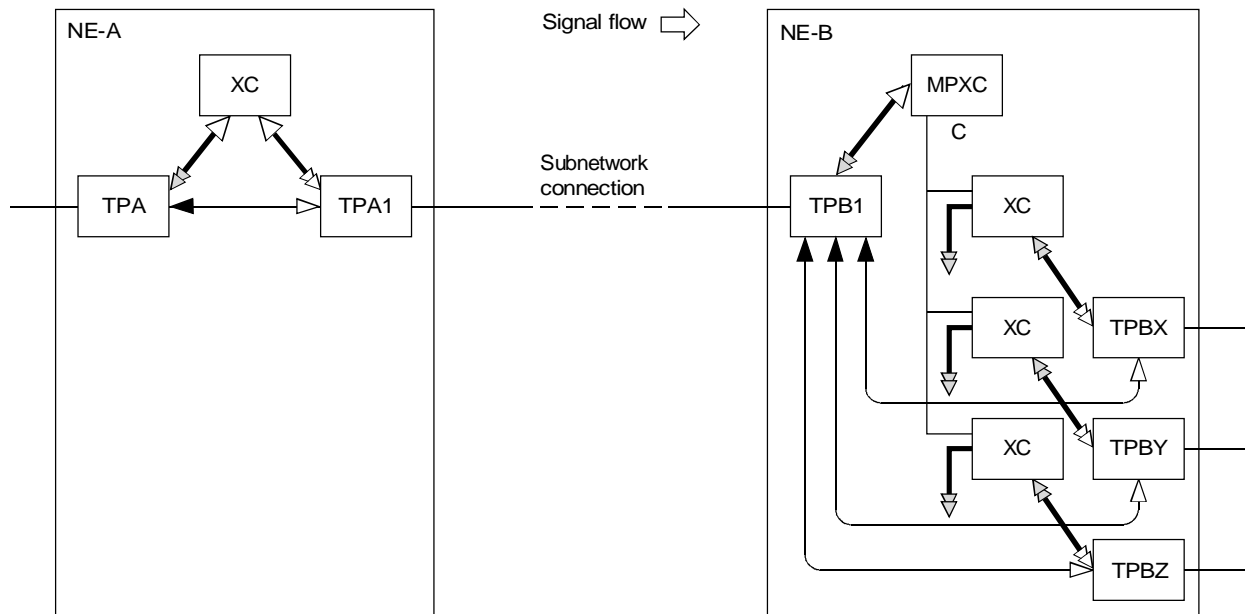 NE-A
Signal flow
NE-B
XC
MPXC
C
Subnetwork
connection
TPA
TPA1
TPB1
XC
XC
TPBX
XC
TPBY
TPBZ